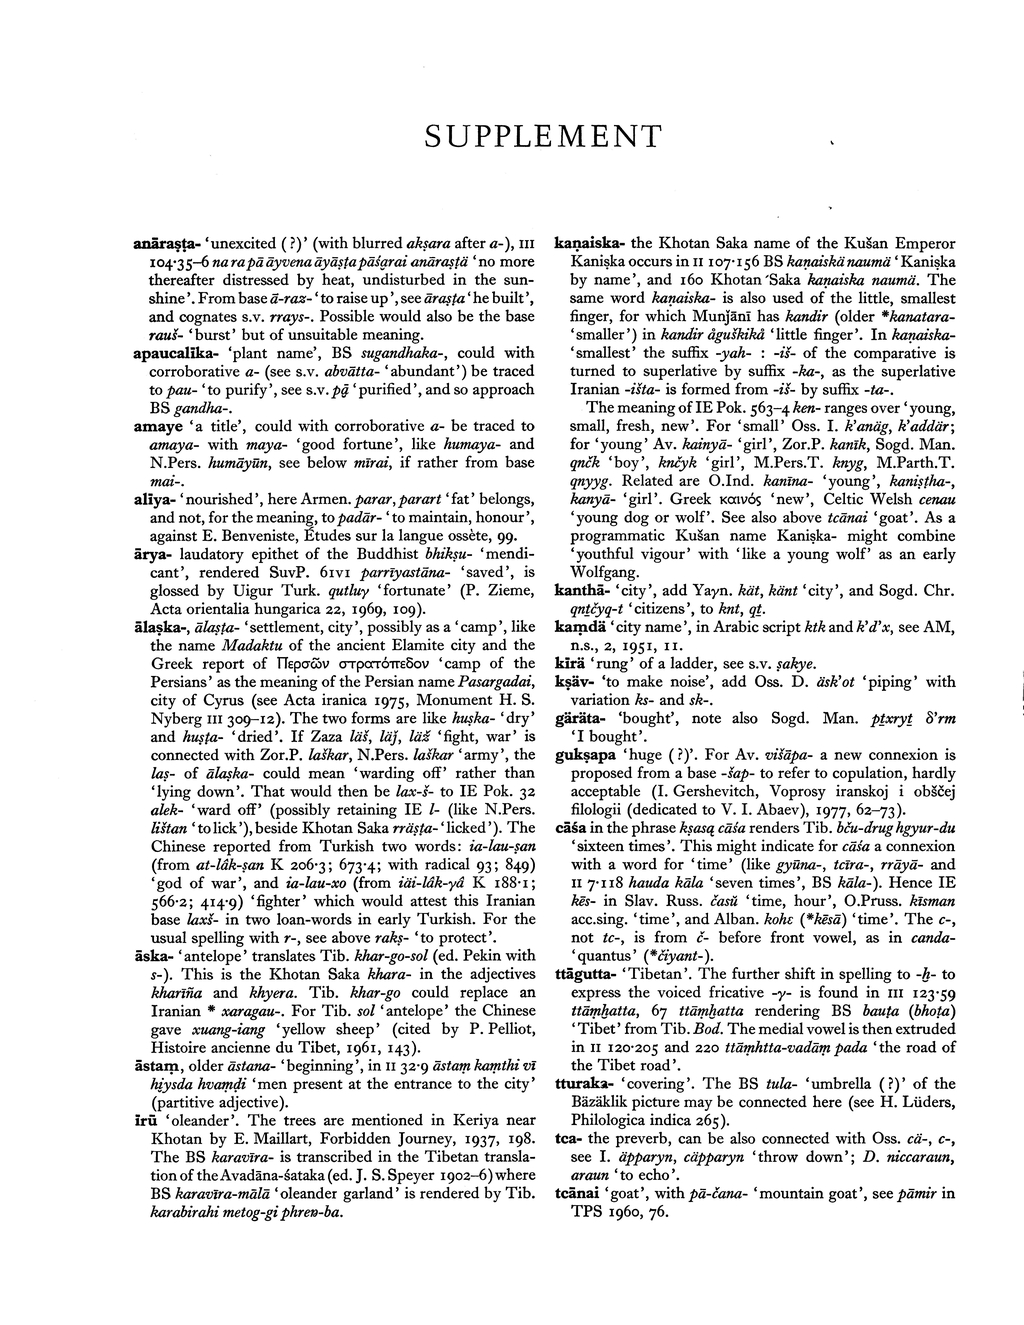 SUPPLEMENT
anāraṣṭa- ‘unexcited (?)’ (with blurred akṣara after a-), III
104·35–6 na ra pā āyvena āyāṣṭa pāśąrai anāraṣṭä ‘no more
thereafter distressed by heat, undisturbed in the sun-
shine’. From base ā-raz- ‘to raise up’, see āraṣṭa ‘he built’,
and cognates s.v. rrays-. Possible would also be the base
rauš- ‘burst’ but of unsuitable meaning.
apaucalīka- ‘plant name’, BS sugandhaka-, could with
corroborative a- (see s.v. abvātta- ‘abundant’) be traced
to pau- ‘to purify’, see s.v. pą̄ ‘purified’, and so approach
BS gandha-.
amaye ‘a title’, could with corroborative a- be traced to
amaya- with maya- ‘good fortune’, like humaya- and
N.Pers. humāyūn, see below mīrai, if rather from base
mai-.
alīya- ‘nourished’, here Armen. parar, parart ‘fat’ belongs,
and not, for the meaning, to padār- ‘to maintain, honour’,
against E. Benveniste, Études sur la langue ossète, 99.
ārya- laudatory epithet of the Buddhist bhikṣu- ‘mendi-
cant’, rendered SuvP. 61v1 parrīyastāna- ‘saved’, is
glossed by Uigur Turk. qutluγ ‘fortunate’ (P. Zieme,
Acta orientalia hungarica 22, 1969, 109).
ālaṣka-, ālaṣta- ‘settlement, city’, possibly as a ‘camp’, like
the name Madaktu of the ancient Elamite city and the
Greek report of Περσῶν στρατόπεδον ‘camp of the
Persians’ as the meaning of the Persian name Pasargadai,
city of Cyrus (see Acta iranica 1975, Monument H. S.
Nyberg III 309–12). The two forms are like huṣka- ‘dry’
and huṣṭa- ‘dried’. If Zaza läš, läj, läž ‘fight, war’ is
connected with Zor.P. laškar, N.Pers. laškar ‘army’, the
laṣ- of ālaṣka- could mean ‘warding off’ rather than
‘lying down’. That would then be lax-š- to IE Pok. 32
alek- ‘ward off’ (possibly retaining IE l- (like N.Pers.
lištan ‘to lick’), beside Khotan Saka rräṣṭa- ‘licked’). The
Chinese reported from Turkish two words: ia-lau-ṣan
(from at-lâk-ṣan K 206·3; 673·4; with radical 93; 849)
‘god of war’, and ia-lau-xo (from iäi-lâk-γâ K 188·1;
566·2; 414·9) ‘fighter’ which would attest this Iranian
base laxš- in two loan-words in early Turkish. For the
usual spelling with r-, see above rakṣ- ‘to protect’.
āska- ‘antelope’ translates Tib. khar-go-sol (ed. Pekin with
s-). This is the Khotan Saka khara- in the adjectives
kharīña and khyera. Tib. khar-go could replace an
Iranian * xaragau-. For Tib. sol ‘antelope’ the Chinese
gave xuang-iang ‘yellow sheep’ (cited by P. Pelliot,
Histoire ancienne du Tibet, 1961, 143).
āstaṃ, older āstana- ‘beginning’, in II 32·9 āstaṃ kaṃthi vī
hīysda hvaṃḍi ‘men present at the entrance to the city’
(partitive adjective).
īrū ‘oleander’. The trees are mentioned in Keriya near
Khotan by E. Maillart, Forbidden Journey, 1937, 198.
The BS karavīra- is transcribed in the Tibetan transla-
tion of the Avadāna-śataka (ed. J. S. Speyer 1902–6) where
BS karavīra-mālā ‘oleander garland’ is rendered by Tib.
karabirahi metog-gi phren-ba.
kaṇaiska- the Khotan Saka name of the Kušan Emperor
Kaniṣka occurs in II 107·156 BS kaṇaiskä naumä ‘Kaniṣka
by name’, and 160 Khotan Saka kaṇaiska naumä. The
same word kaṇaiska- is also used of the little, smallest
finger, for which Munǰānī has kandir (older *kanatara-
‘smaller’) in kandir åguškikå ‘little finger’. In kaṇaiska-
‘smallest’ the suffix -yah- : -iš- of the comparative is
turned to superlative by suffix -ka-, as the superlative
Iranian -išta- is formed from -iš- by suffix -ta-.
The meaning of IE Pok. 563–4 ken- ranges over ‘young,
small, fresh, new’. For ‘small’ Oss. I. k’anäg, k’addär;
for ‘young’ Av. kainyā- ‘girl’, Zor.P. kanīk, Sogd. Man.
qnčk ‘boy’, knčyk ‘girl’, M.Pers.T. knyg, M.Parth.T.
qnyyg. Related are O.Ind. kanīna- ‘young’, kaniṣṭha-,
kanyā- ‘girl’. Greek καινός ‘new’, Celtic Welsh cenau
‘young dog or wolf’. See also above tcānai ‘goat’. As a
programmatic Kušan name Kaniṣka- might combine
‘youthful vigour’ with ‘like a young wolf’ as an early
Wolfgang.
kanthā- ‘city’, add Yaγn. kät, känt ‘city’, and Sogd. Chr.
qnṯčyq-t ‘citizens’, to knt, qṯ.
kaṃdä ‘city name’, in Arabic script ktk and k’d’x, see AM,
n.s., 2, 1951, 11.
kīrä ‘rung’ of a ladder, see s.v. ṣakye.
kṣäv- ‘to make noise’, add Oss. D. äsk’ot ‘piping’ with
variation ks- and sk-.
gäräta- ‘bought’, note also Sogd. Man. pṯxryṯ δ’rm
‘I bought’.
gukṣapa ‘huge (?)’. For Av. višāpa- a new connexion is
proposed from a base -šap- to refer to copulation, hardly
acceptable (I. Gershevitch, Voprosy iranskoj i obščej
filologii (dedicated to V. I. Abaev), 1977, 62–73).
cāśa in the phrase kṣasą cāśa renders Tib. bču-drug hgyur-du
‘sixteen times’. This might indicate for cāśa a connexion
with a word for ‘time’ (like gyūna-, tcīra-, rrāyā- and
II 7·118 hauda kāla ‘seven times’, BS kāla-). Hence IE
kēs- in Slav. Russ. časŭ ‘time, hour’, O.Pruss. kīsman
acc.sing. ‘time’, and Alban. kohε (*kēsā) ‘time’. The c-,
not tc-, is from č- before front vowel, as in canda-
‘quantus’ (*čiyant-).
ttāgutta- ‘Tibetan’. The further shift in spelling to -ẖ- to
express the voiced fricative -γ- is found in III 123·59
ttāṃẖatta, 67 ttāṃẖatta rendering BS bauṭa (bhoṭa)
‘Tibet’ from Tib. Bod. The medial vowel is then extruded
in II 120·205 and 220 ttāṃhtta-vadāṃ pada ‘the road of
the Tibet road’.
tturaka- ‘covering’. The BS tula- ‘umbrella (?)’ of the
Bäzäklik picture may be connected here (see H. Lüders,
Philologica indica 265).
tca- the preverb, can be also connected with Oss. cä-, c-,
see I. äpparyn, cäpparyn ‘throw down’; D. niccaraun,
araun ‘to echo’.
tcānai ‘goat’, with pā-čana- ‘mountain goat’, see pāmir in
TPS 1960, 76.